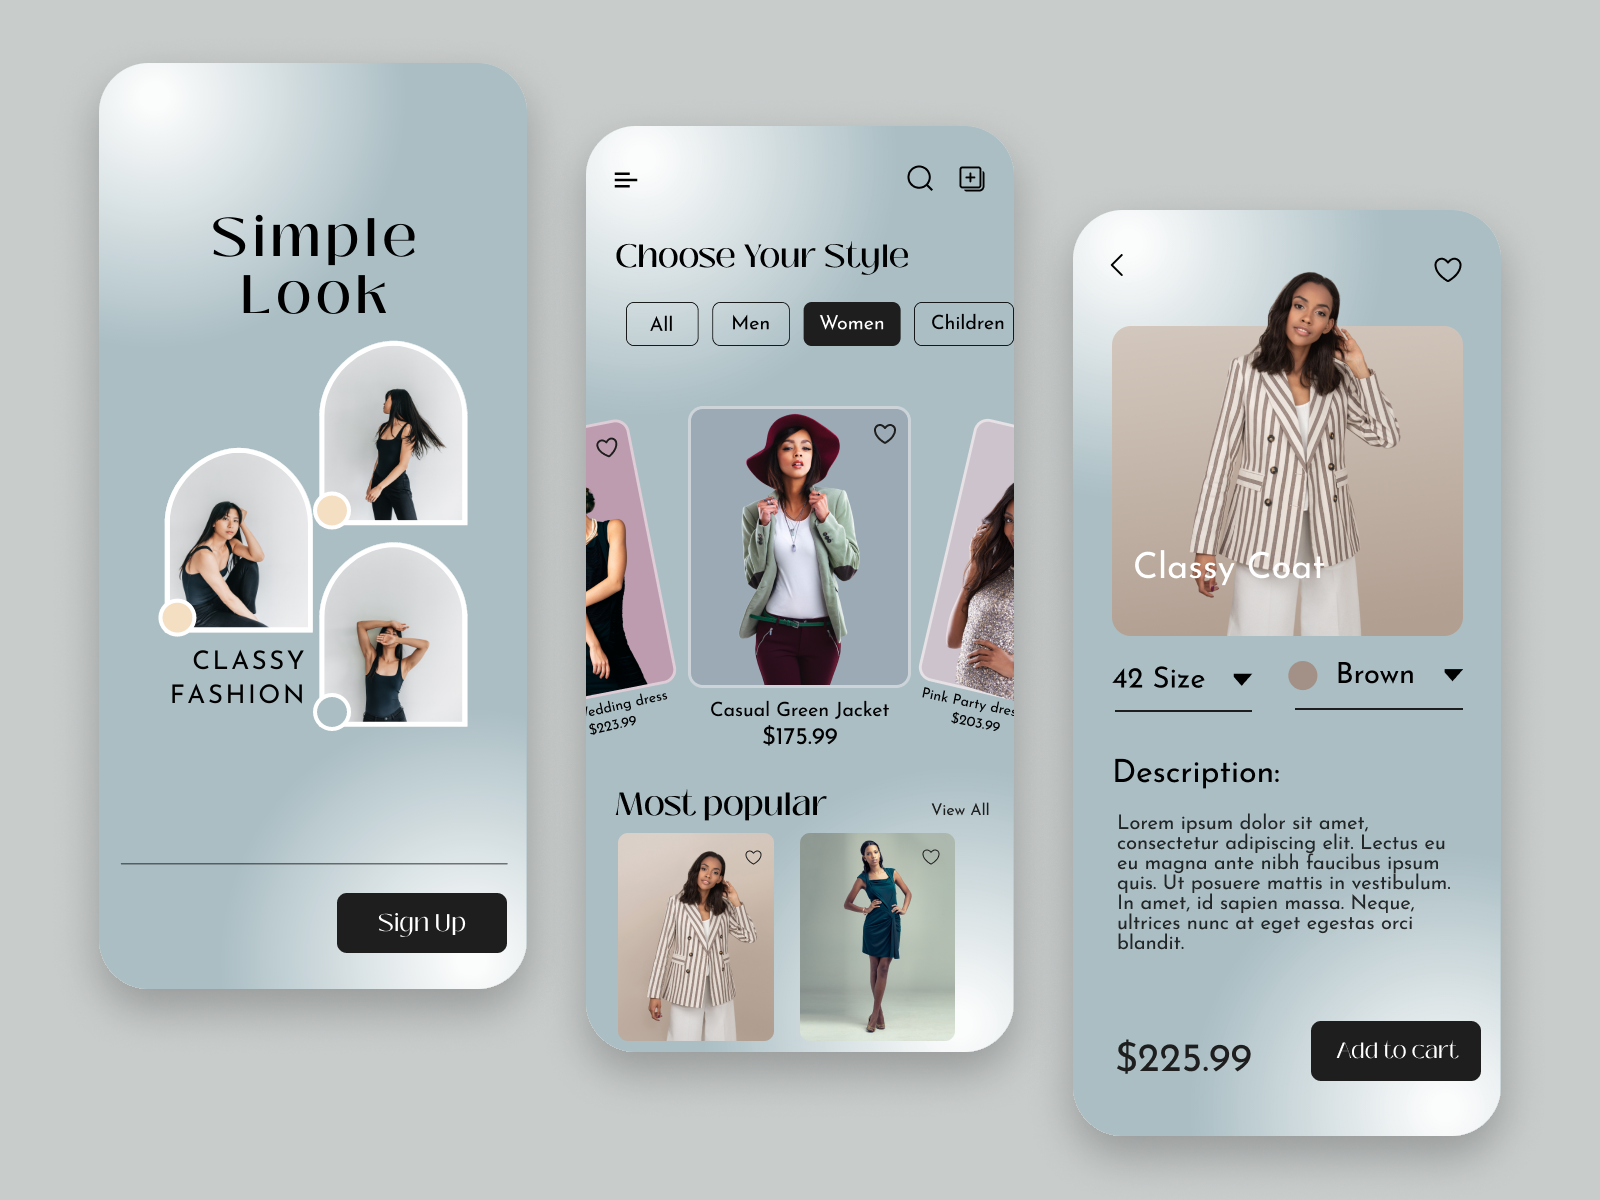 Simple
Look
CLASSY
FASHION
Sign Up
Choose Your Style
All
Men
Women
Children
dress
$223.99
Casual Green Jacket
$175.99
Pink Party
$203.99
Most popular
View All
Classy Coat
42 Size
Brown
Description:
Lorem ipsum dolor sit amet,
consectetur adipiscing elit. Lectus eu
eu magna ante nibh faucibus ipsum
quis. Ut posuere mattis in vestibulum.
In amet, id sapien massa. Neque,
ultrices nunc at eget egestas orci
blandit.
$225.99
Add to cart